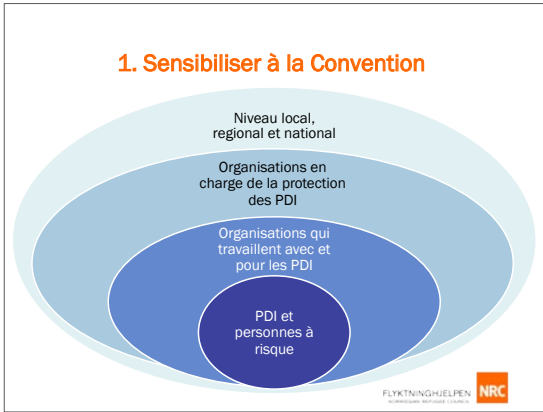 1. Sensibiliser à la Convention
Niveau local,
regional et national
Organisations en
charge de la protection
des PDI
Organisations qui
travaillent avec et
pour les PDI
PDI et
personnes à
risque
FLYKTNINGHJELPEN
NORWEGIAN REFUGEE COUNCIL
NRC